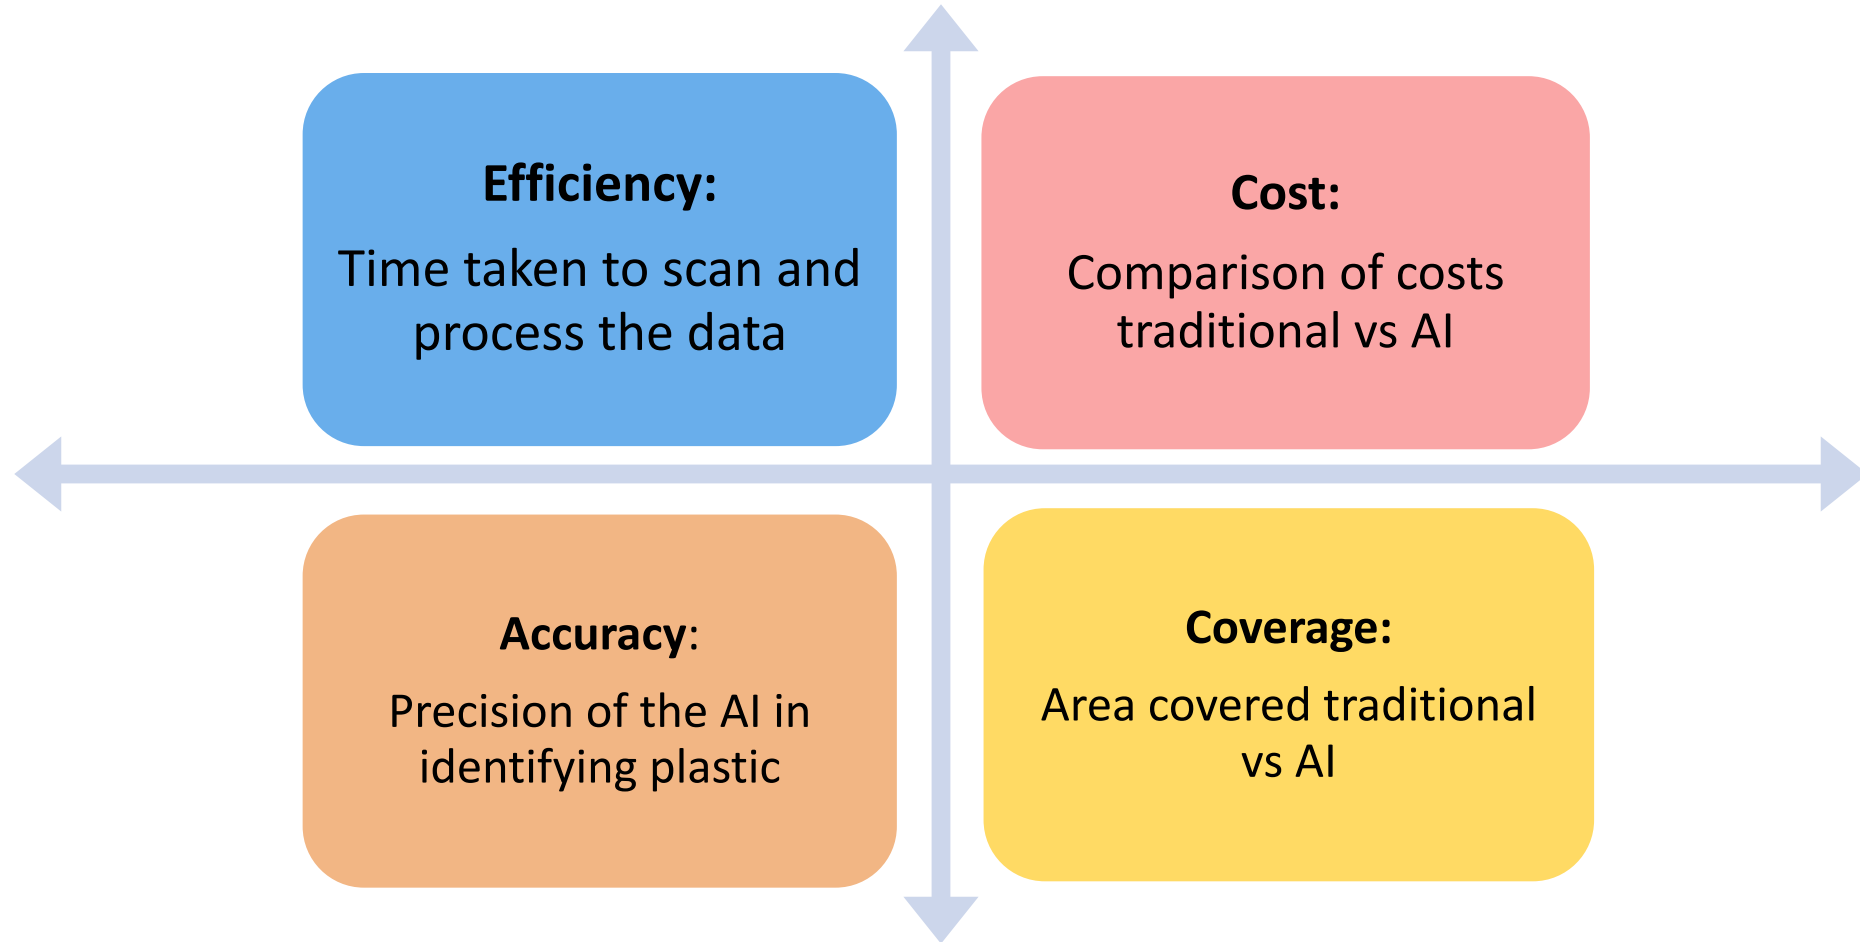 Efficiency:
Time taken to scan and
process the data
Cost:
Comparison of costs
traditional vs AI
Accuracy:
Precision of the AI in
identifying plastic
Coverage:
Area covered traditional
vs AI